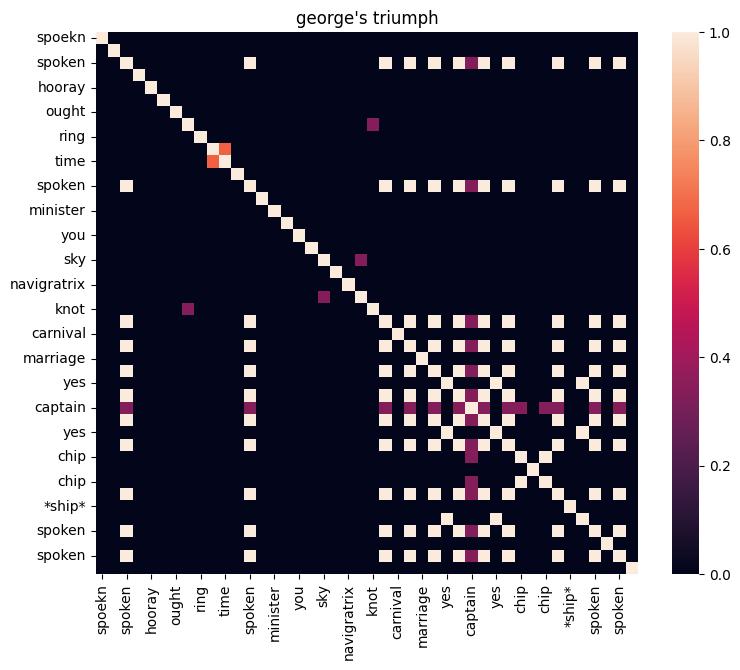 george's triumph
spoekn
spoken
hooray
ought
ring
time
spoken
minister
you
sky
navigratrix
knot
carnival
marriage
yes
captain
yes
chip
chip
*ship*
spoken
spoken
1.0
0.8
0.6
0.4
0.2
0.0
spoekn
spoken
hooray
ought
ring
time
spoken
minister
you
sky
navigratrix
knot
carnival
marriage
yes
captain
yes
chip
chip
*ship*
spoken
spoken